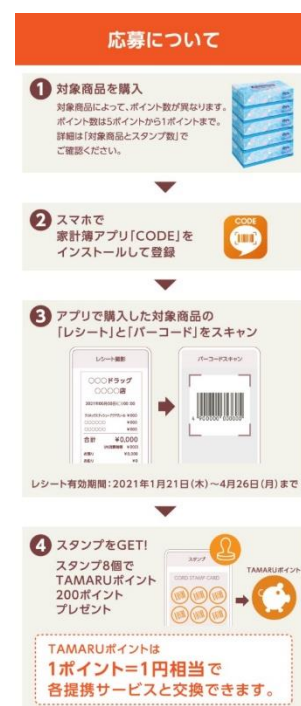 応募について
1 対象商品を購入
対象商品によって、ポイント数が異なります。
ポイント数は5ポイントから1ポイントまで。
詳細は「対象商品とスタンプ数」で
ご確認ください。
2 スマホで
家計簿アプリ「CODE」を
インストールして登録
CODE
3 アプリで購入した対象商品の
「レシート」と「バーコード」をスキャン
レシート撮影
バーコードスキャン
〇〇〇ドラッグ
〇〇〇〇店
合計 ¥0,000
レシート有効期間：2021年1月21日(木)～4月26日(月)まで
4 スタンプをGET!
スタンプ8個で
TAMARUポイント
200ポイント
プレゼント
スタンプ
CODE STAMP CARD
TAMARUポイント
TAMARUポイントは
1ポイント=1円相当で
各提携サービスと交換できます。